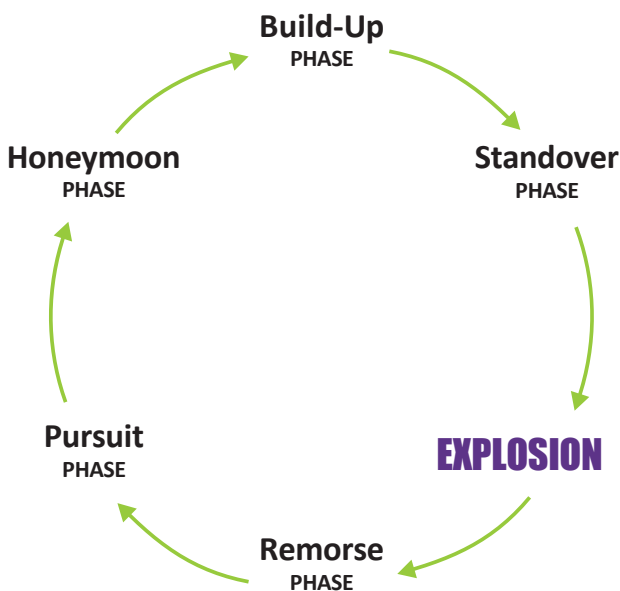 Build-Up
PHASE
Standover
PHASE
EXPLOSION
Remorse
PHASE
Pursuit
PHASE
Honeymoon
PHASE